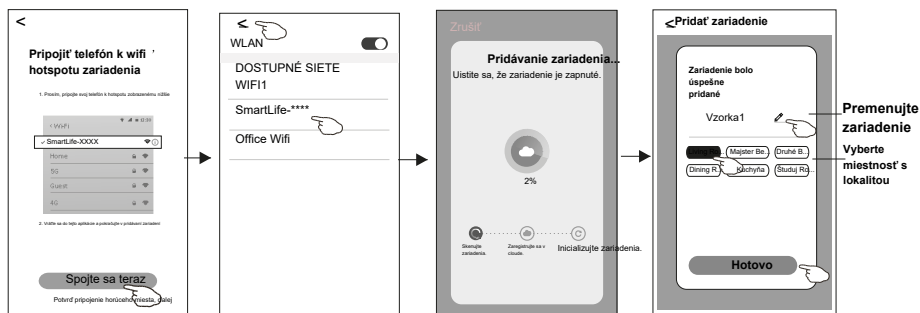 <
Pripojiť telefón k wifi '
hotspotu zariadenia
1. Prosím, pripojte svoj telefón k hotspotu zobrazenému nižšie
< Wi-Fi
SmartLife-XXXX
Home
5G
Guest
4G
2. Vráťte sa do tejto aplikácie a pokračujte v pridávaní zariadení
Spojte sa teraz
Potvrď pripojenie horúceho miesta, ďalej
<
WLAN
DOSTUPNÉ SIETE
WIFI1
SmartLife-****
Office Wifi
Zrušiť
Pridávanie zariadenia...
Uistite sa, že zariadenie je zapnuté.
2%
Skenujte
zariadenia.
Zaregistrujte sa v
cloude.
Inicializujte zariadenia.
<Pridať zariadenie
Zariadenie bolo
úspešne
pridané
Vzorka1
Majster Be.. Druhé B...
Dining R.. Kuchyňa Študuj Ro...
Hotovo
Premenujte
zariadenie
Vyberte
miestnosť s
lokalitou